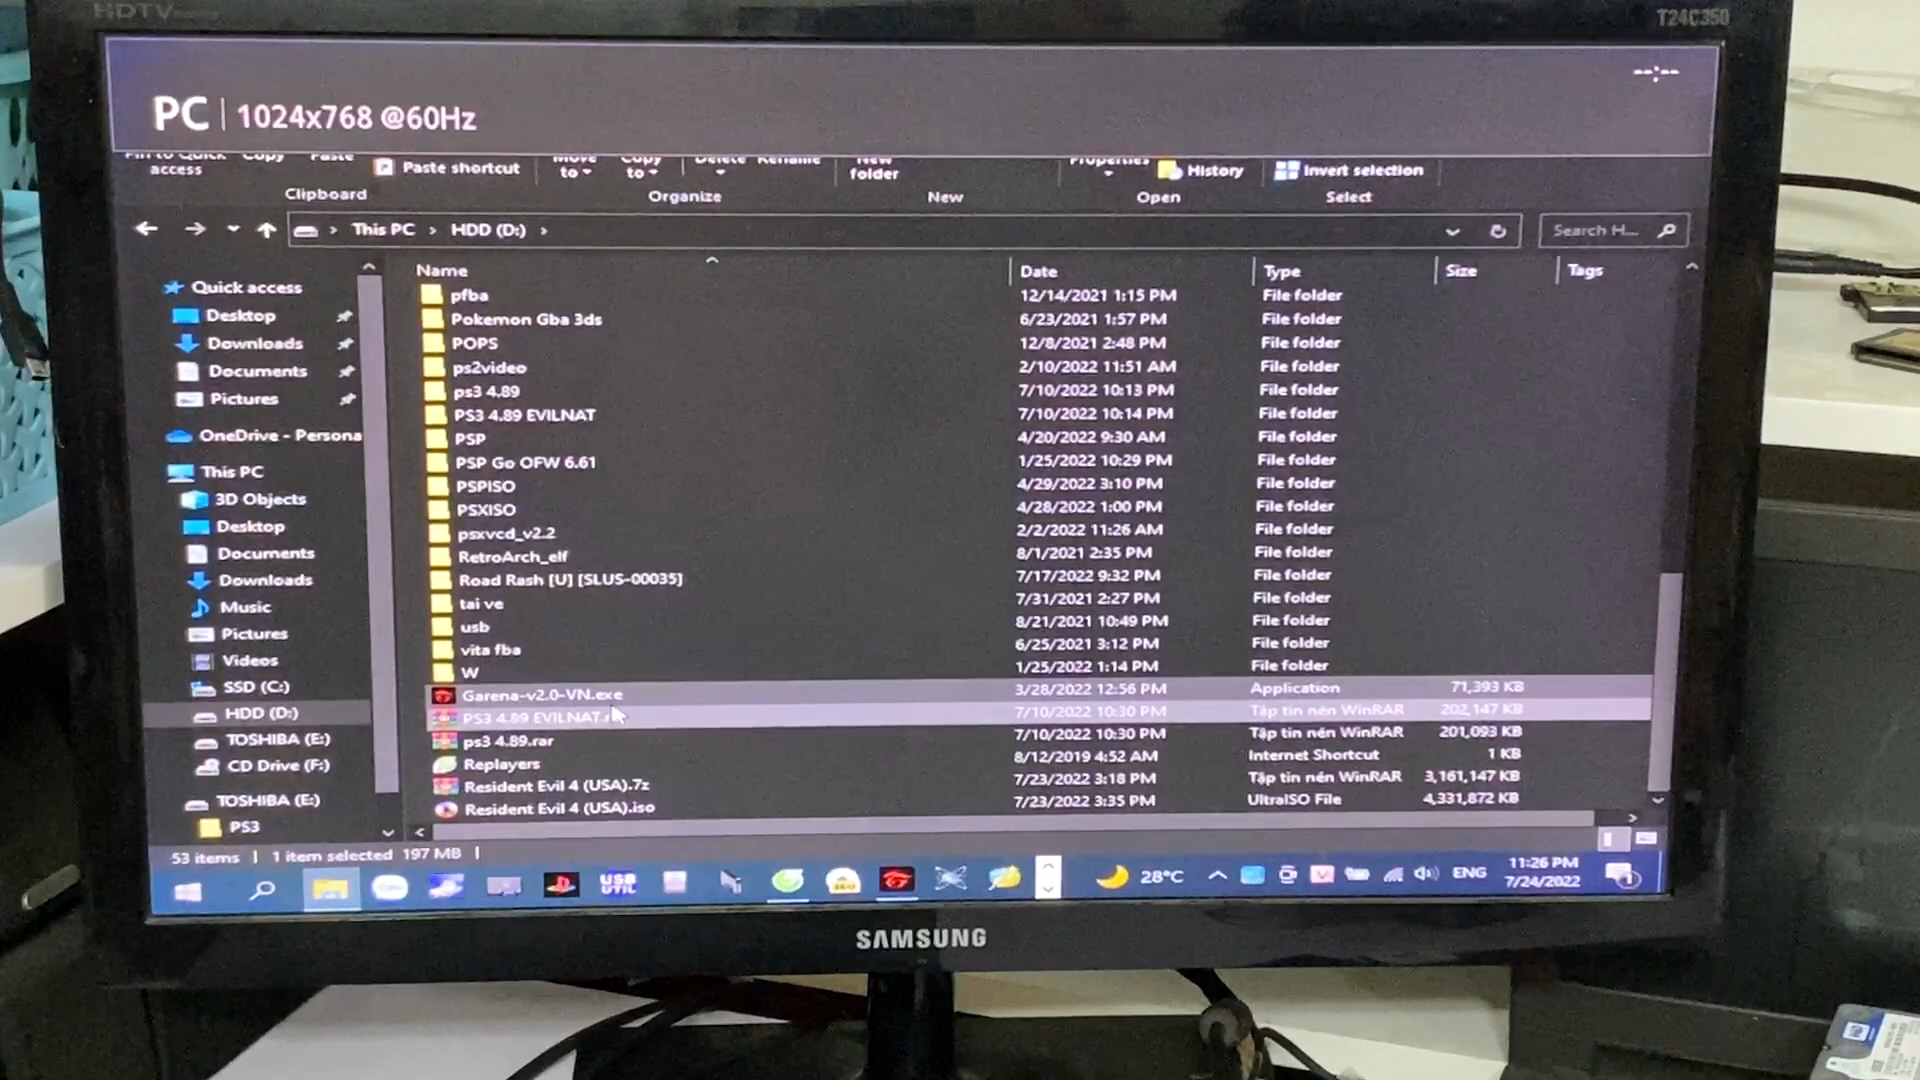 HDTV
T24C350
--:--
PC | 1024x768 @60Hz
Pin to Quick access
Copy
Paste
Paste shortcut
Move to
Copy to
Delete
Rename
New folder
Properties
History
Invert selection
Clipboard
Organize
New
Open
Select
This PC > HDD (D:) >
Search H...
Name Date Type Size Tags
Quick access
Desktop
Downloads
Documents
Pictures
OneDrive - Persona
This PC
3D Objects
Desktop
Documents
Downloads
Music
Pictures
Videos
SSD (C:)
HDD (D:)
TOSHIBA (E:)
CD Drive (F:)
TOSHIBA (E:)
PS3
pfba 12/14/2021 1:15 PM File folder
Pokemon Gba 3ds 6/23/2021 1:57 PM File folder
POPS 12/8/2021 2:48 PM File folder
ps2video 2/10/2022 11:51 AM File folder
ps3 4.89 7/10/2022 10:13 PM File folder
PS3 4.89 EVILNAT 7/10/2022 10:14 PM File folder
PSP 4/20/2022 9:30 AM File folder
PSP Go OFW 6.61 1/25/2022 10:29 PM File folder
PSPISO 4/29/2022 3:10 PM File folder
PSXISO 4/28/2022 1:00 PM File folder
psxvcd_v2.2 2/2/2022 11:26 AM File folder
RetroArch_elf 8/1/2021 2:35 PM File folder
Road Rash [U] [SLUS-00035] 7/17/2022 9:32 PM File folder
tai ve 7/31/2021 2:27 PM File folder
usb 8/21/2021 10:49 PM File folder
vita fba 6/25/2021 3:12 PM File folder
W 1/25/2022 1:14 PM File folder
Garena-v2.0-VN.exe 3/28/2022 12:56 PM Application 71,393 KB
PS3 4.89 EVILNAT.r 7/10/2022 10:30 PM Tập tin nén WinRAR 202,147 KB
ps3 4.89.rar 7/10/2022 10:30 PM Tập tin nén WinRAR 201,093 KB
Replayers 8/12/2019 4:52 AM Internet Shortcut 1 KB
Resident Evil 4 (USA).7z 7/23/2022 3:18 PM Tập tin nén WinRAR 3,161,147 KB
Resident Evil 4 (USA).iso 7/23/2022 3:35 PM UltraISO File 4,331,872 KB
53 items | 1 item selected 197 MB |
USB UTIL
28°C
ENG
11:26 PM
7/24/2022
1
SAMSUNG